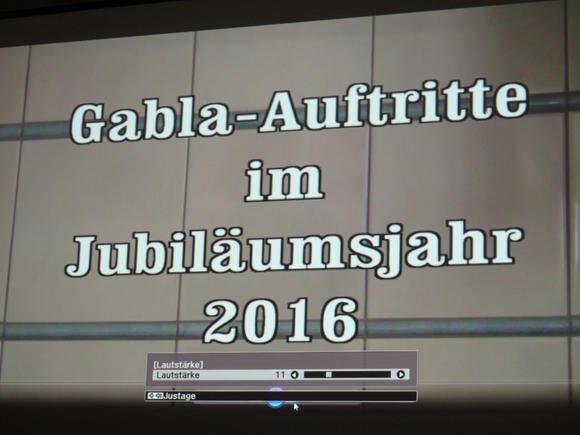 Gabla-Auftritte
im
Jubiläumsjahr
2016
[Lautstärke]
Lautstärke 11
Justage